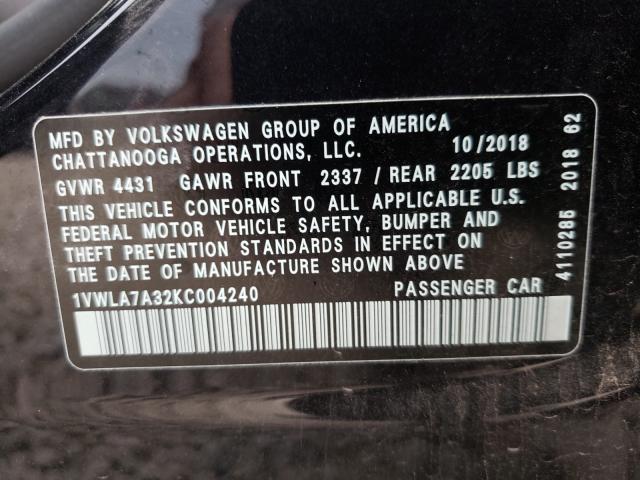 MFD BY VOLKSWAGEN GROUP OF AMERICA
CHATTANOOGA OPERATIONS, LLC. 10/2018
GVWR 4431 GAWR FRONT 2337 / REAR 2205 LBS
THIS VEHICLE CONFORMS TO ALL APPLICABLE U.S.
FEDERAL MOTOR VEHICLE SAFETY, BUMPER AND
THEFT PREVENTION STANDARDS IN EFFECT ON
THE DATE OF MANUFACTURE SHOWN ABOVE
1VWLA7A32KC004240 PASSENGER CAR
4110286 2018 62